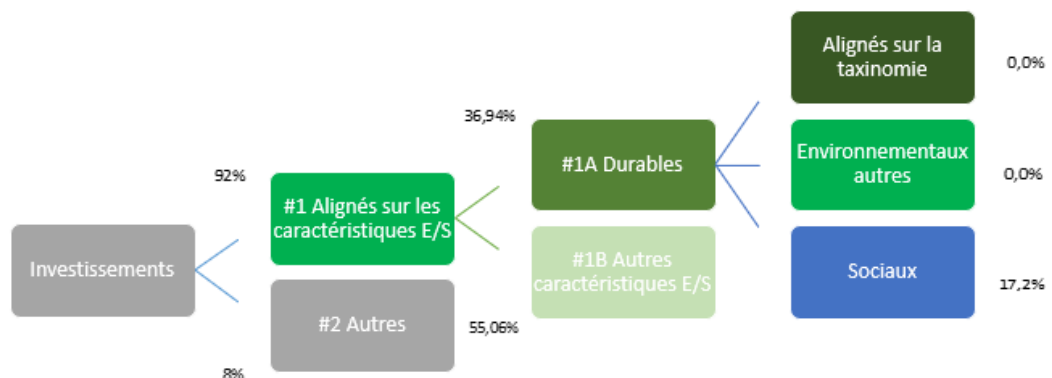 Alignés sur la
taxinomie
0,0%
36,94%
#1A Durables
Environnementaux
autres
0,0%
92%
#1 Alignés sur les
caractéristiques E/S
Investissements
#1B Autres
caractéristiques E/S
Sociaux
17,2%
#2 Autres
55,06%
8%